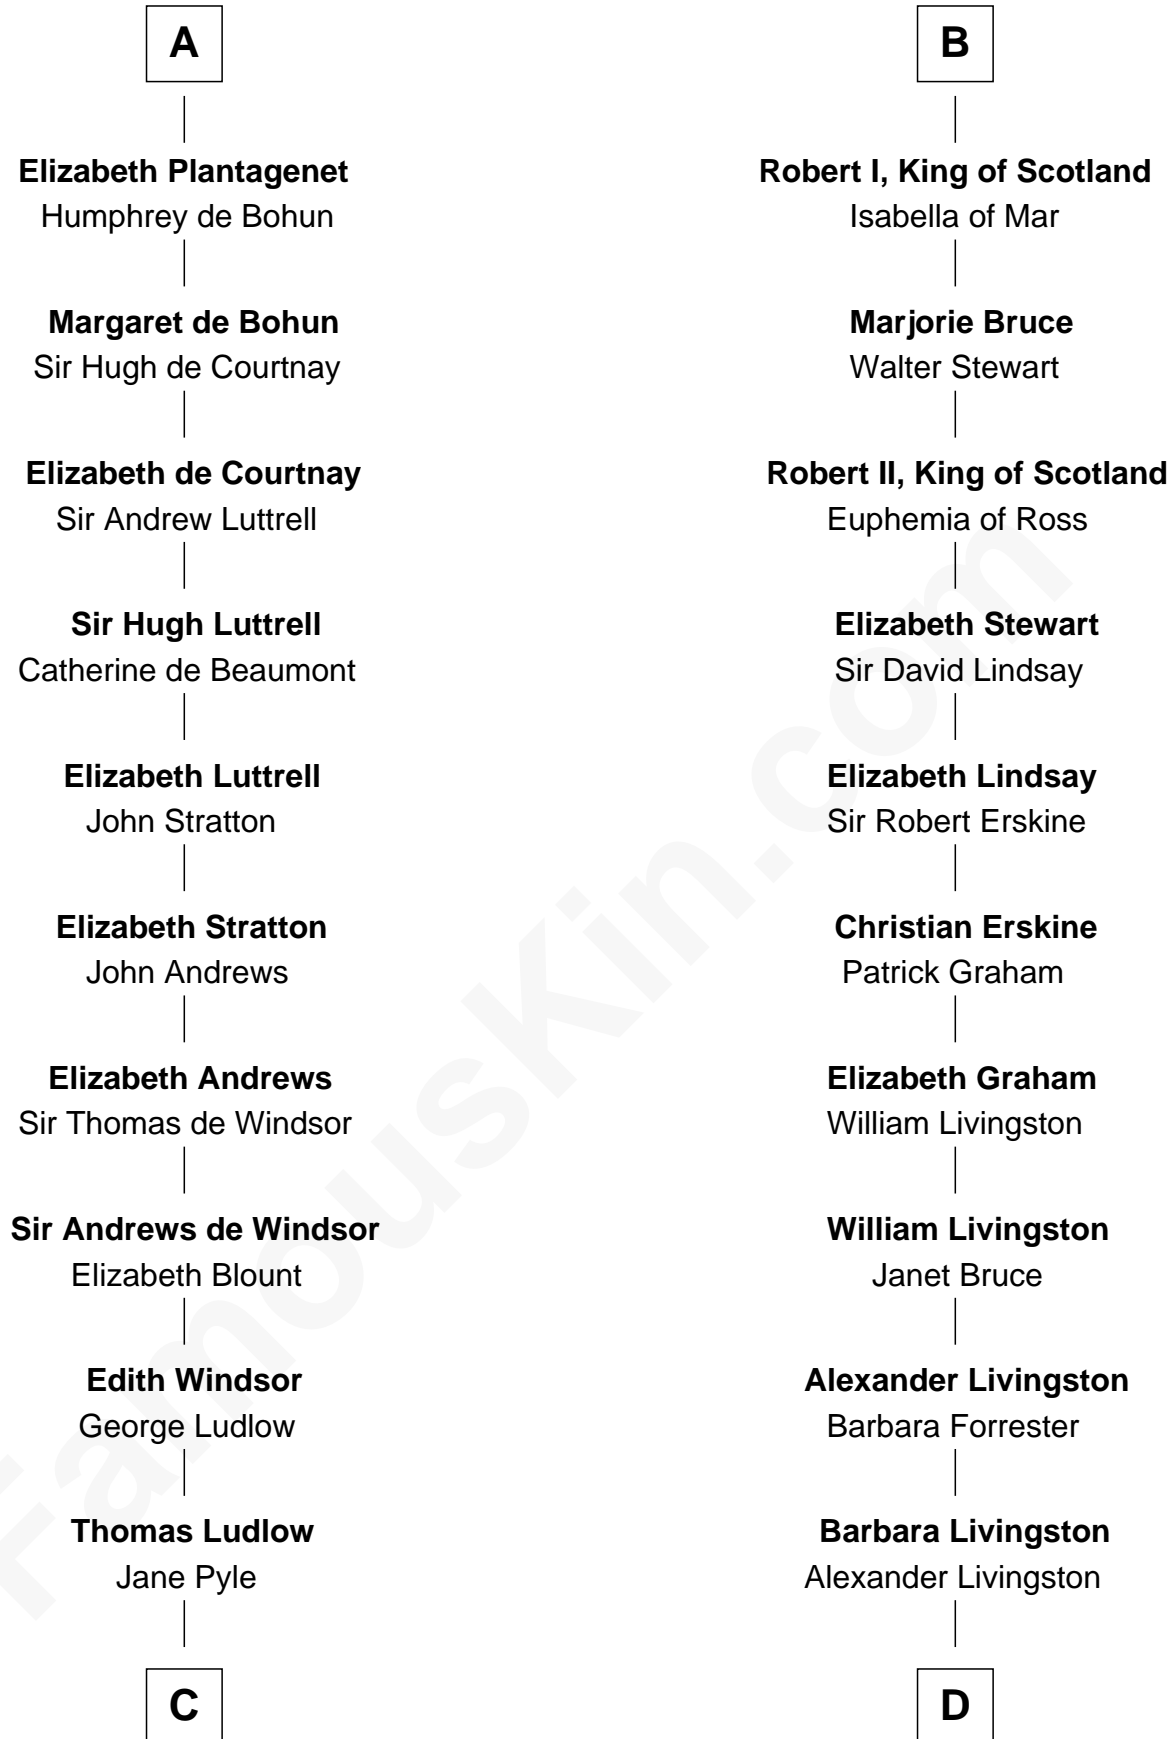 A
Elizabeth Plantagenet
Humphrey de Bohun
Margaret de Bohun
Sir Hugh de Courtnay
Elizabeth de Courtnay
Sir Andrew Luttrell
Sir Hugh Luttrell
Catherine de Beaumont
Elizabeth Luttrell
John Stratton
Elizabeth Stratton
John Andrews
Elizabeth Andrews
Sir Thomas de Windsor
Sir Andrews de Windsor
Elizabeth Blount
Edith Windsor
George Ludlow
Thomas Ludlow
Jane Pyle
C
B
Robert I, King of Scotland
Isabella of Mar
Marjorie Bruce
Walter Stewart
Robert II, King of Scotland
Euphemia of Ross
Elizabeth Stewart
Sir David Lindsay
Elizabeth Lindsay
Sir Robert Erskine
Christian Erskine
Patrick Graham
Elizabeth Graham
William Livingston
William Livingston
Janet Bruce
Alexander Livingston
Barbara Forrester
Barbara Livingston
Alexander Livingston
D
FamousKin.com